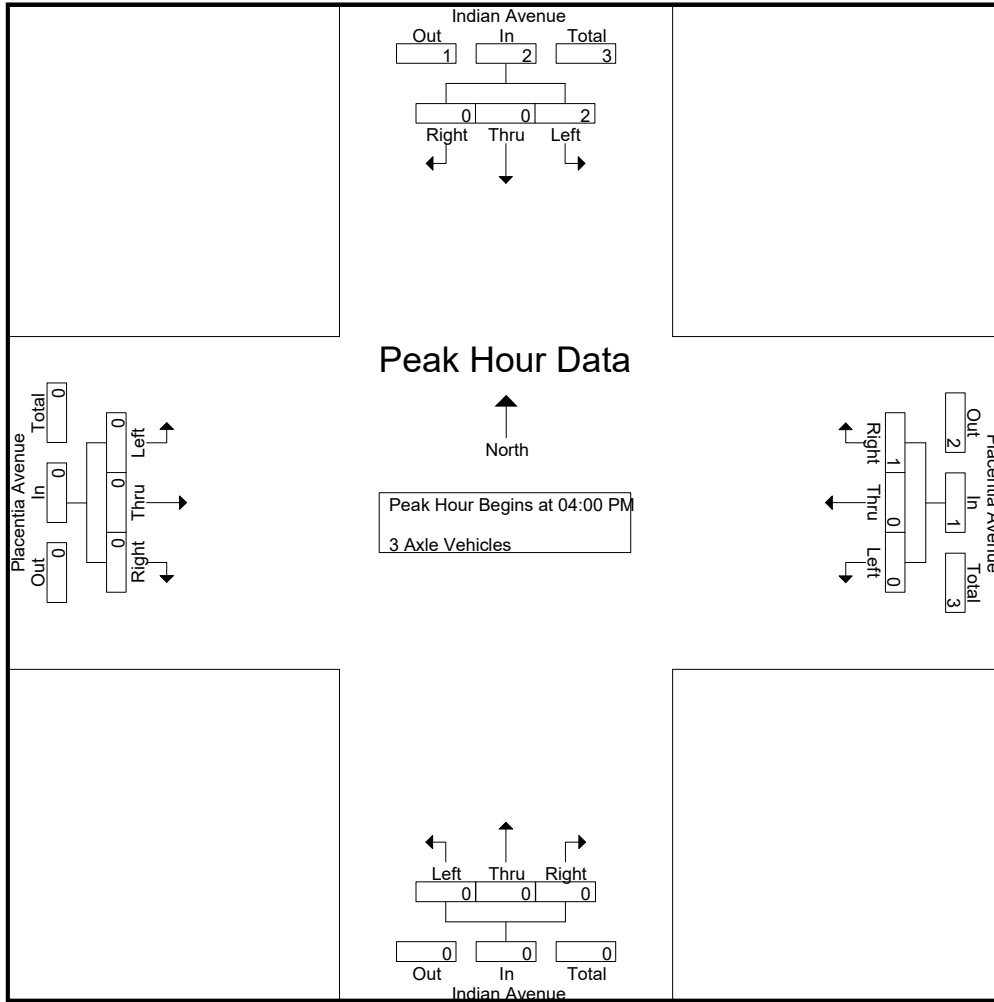 Indian Avenue
Out In Total
1 2 3
0 0 2
Right Thru Left
Peak Hour Data
North
Peak Hour Begins at 04:00 PM
3 Axle Vehicles
Placentia Avenue
Total In Out
0 0 0
0 0 0
Left Thru Right
Right Thru Left
1 0 0
2 1 3
Out In Total
Placentia Avenue
Left Thru Right
0 0 0
0 0 0
Out In Total
Indian Avenue